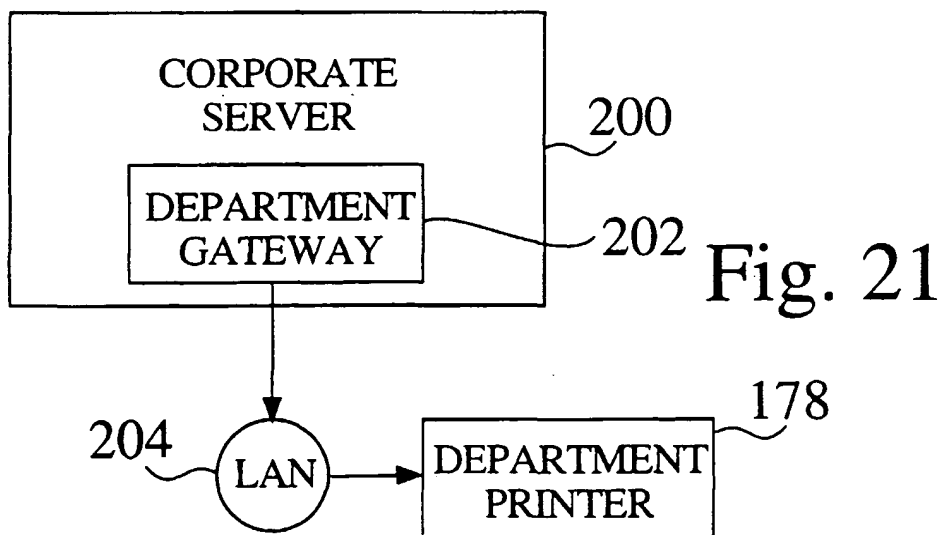 CORPORATE
SERVER
200
DEPARTMENT
GATEWAY
202
Fig. 21
178
204
LAN
DEPARTMENT
PRINTER